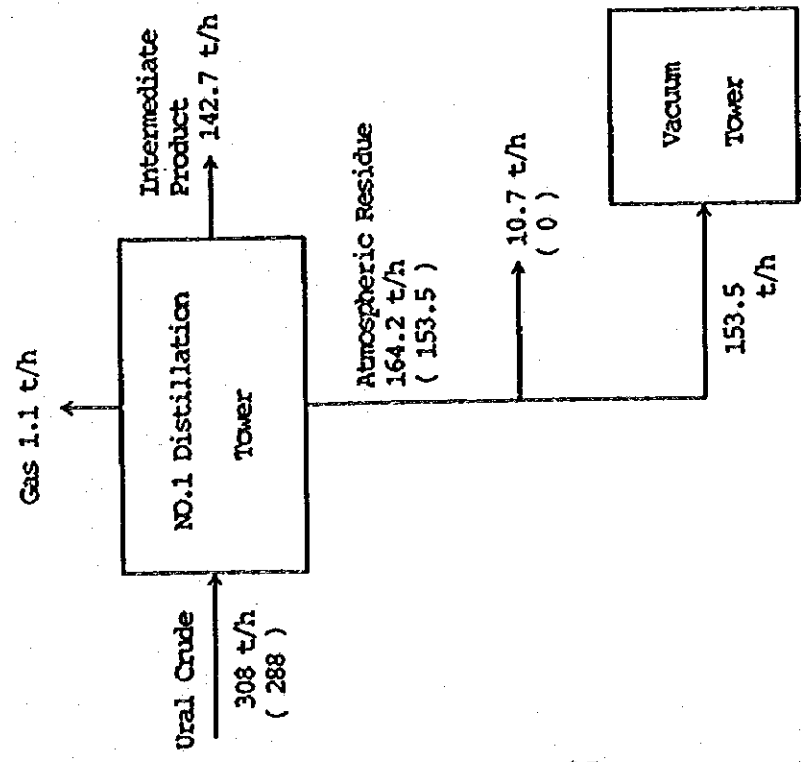 Gas 1.1 t/h
Ural Crude
308 t/h
( 288 )
NO.1 Distillation
Tower
Intermediate
Product
142.7 t/h
Atmospheric Residue
164.2 t/h
( 153.5 )
10.7 t/h
( 0 )
153.5
t/h
Vacuum
Tower